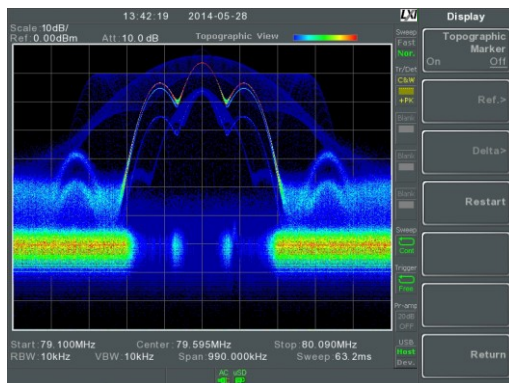 13:42:19 2014-05-28
Scale:10dB/
Ref:0.00dBm Att:10.0 dB Topographic View
Sweep
Fast
Nor.
Tr/Det
C&W
+PK
Blank
Blank
Blank
Sweep
Cont
Trigger
Free
Pr-amp
20dB
OFF
USB
Host
Dev.
Display
Topographic
Marker
On Off
Ref.>
Delta>
Restart
Return
Start:79.100MHz Center:79.595MHz Stop:80.090MHz
RBW:10kHz VBW:10kHz Span:990.000kHz Sweep:63.2ms
AC uSD